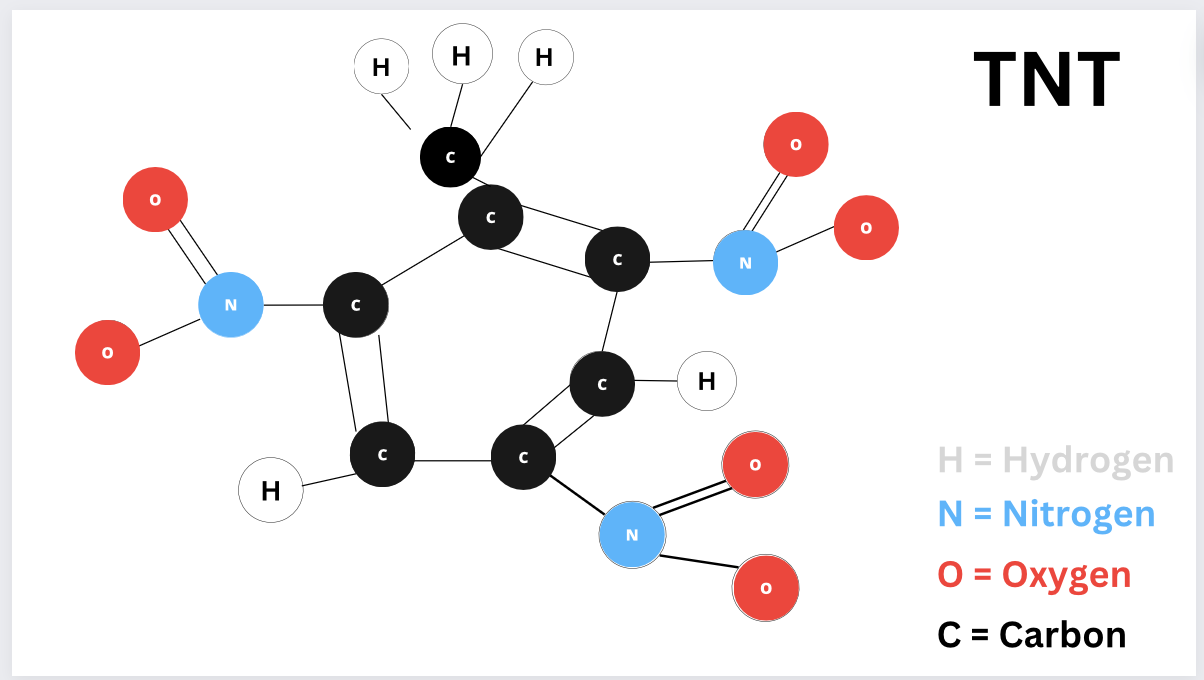 TNT
H H H
C
O
C
O
O
C
N
N
C
O
H
C
C
C
O
H
N
O
H = Hydrogen
N = Nitrogen
O = Oxygen
C = Carbon